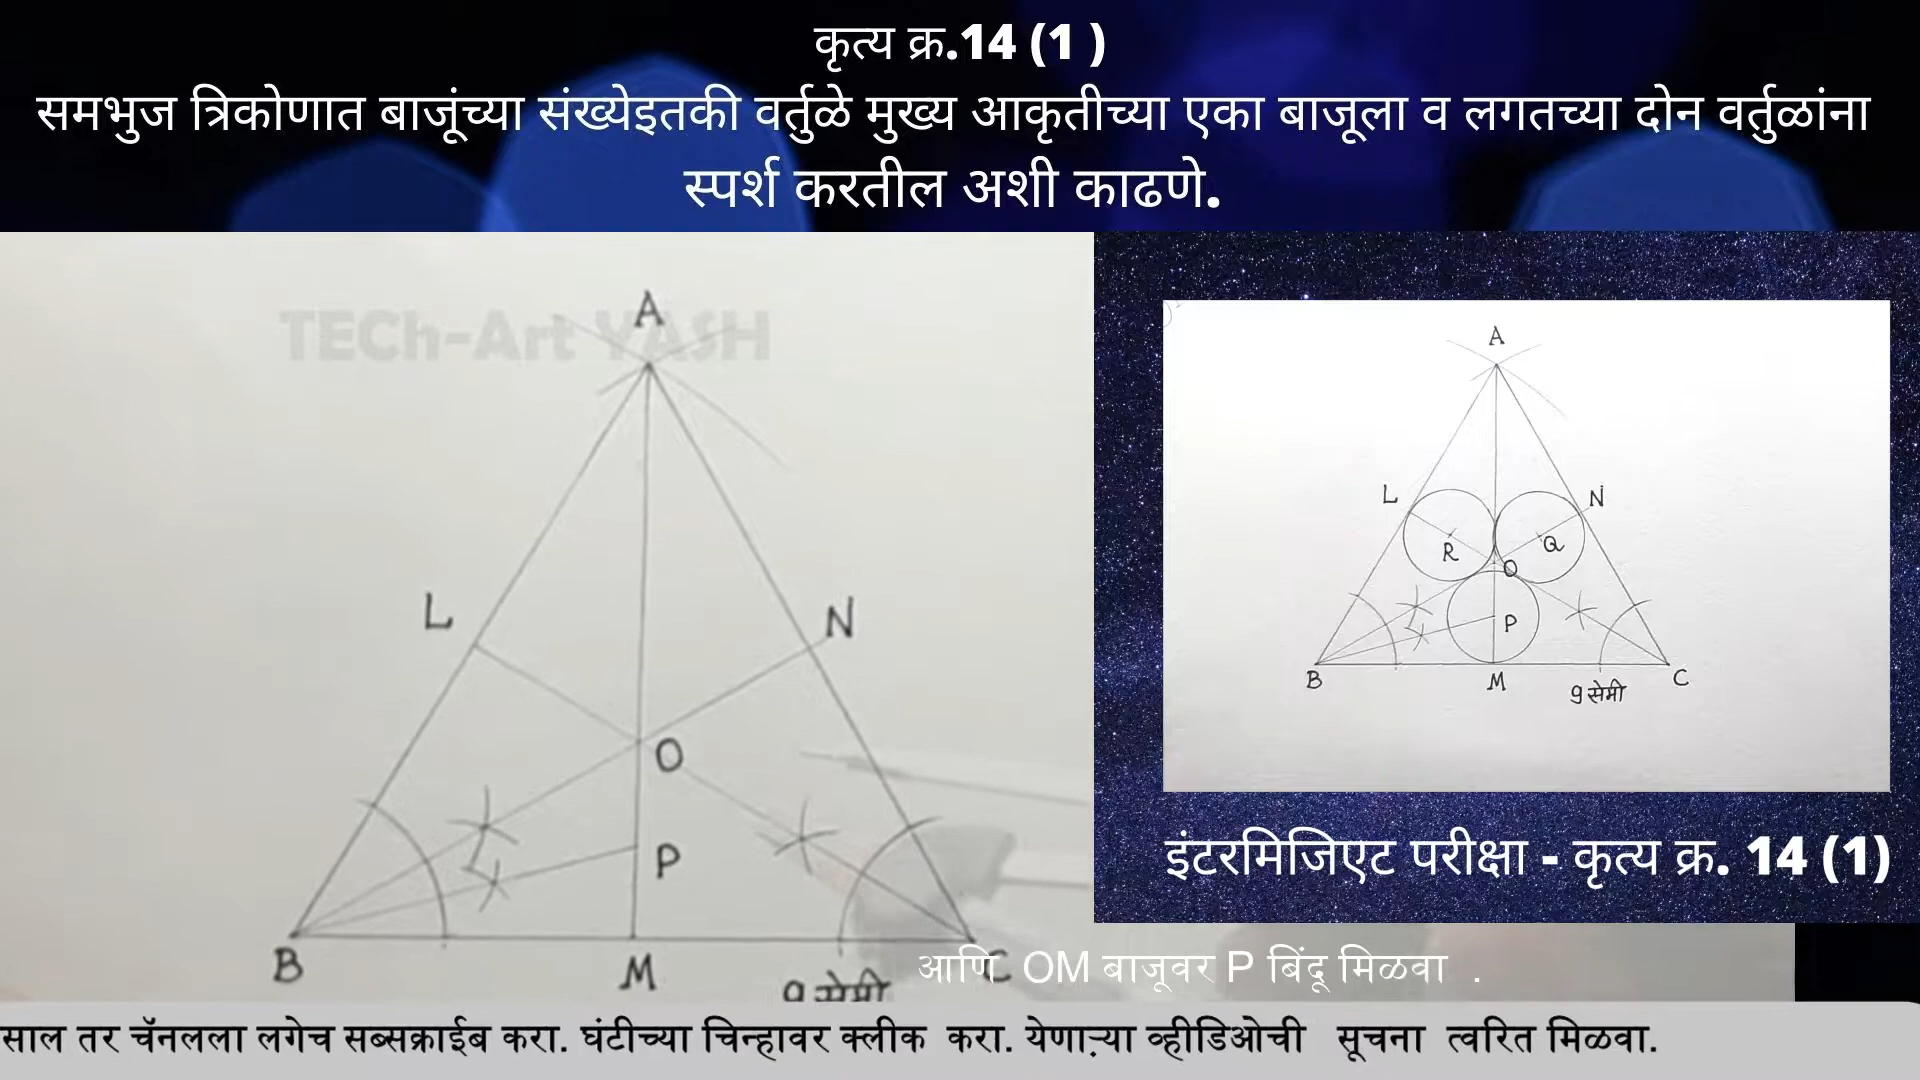 कृत्य क्र.14 (1 )
समभुज त्रिकोणात बाजूंच्या संख्येइतकी वर्तुळे मुख्य आकृतीच्या एका बाजूला व लगतच्या दोन वर्तुळांना
स्पर्श करतील अशी काढणे.
TECh-Art YASH
A
L
N
O
P
B
M
C
9 सेमी
A
L
N
R
Q
O
P
B
M
C
9 सेमी
इंटरमिजिएट परीक्षा - कृत्य क्र. 14 (1)
आणि OM बाजूवर P बिंदू मिळवा .
साल तर चॅनलला लगेच सब्सक्राईब करा. घंटीच्या चिन्हावर क्लीक करा. येणाऱ्या व्हीडिओची सूचना त्वरित मिळवा.